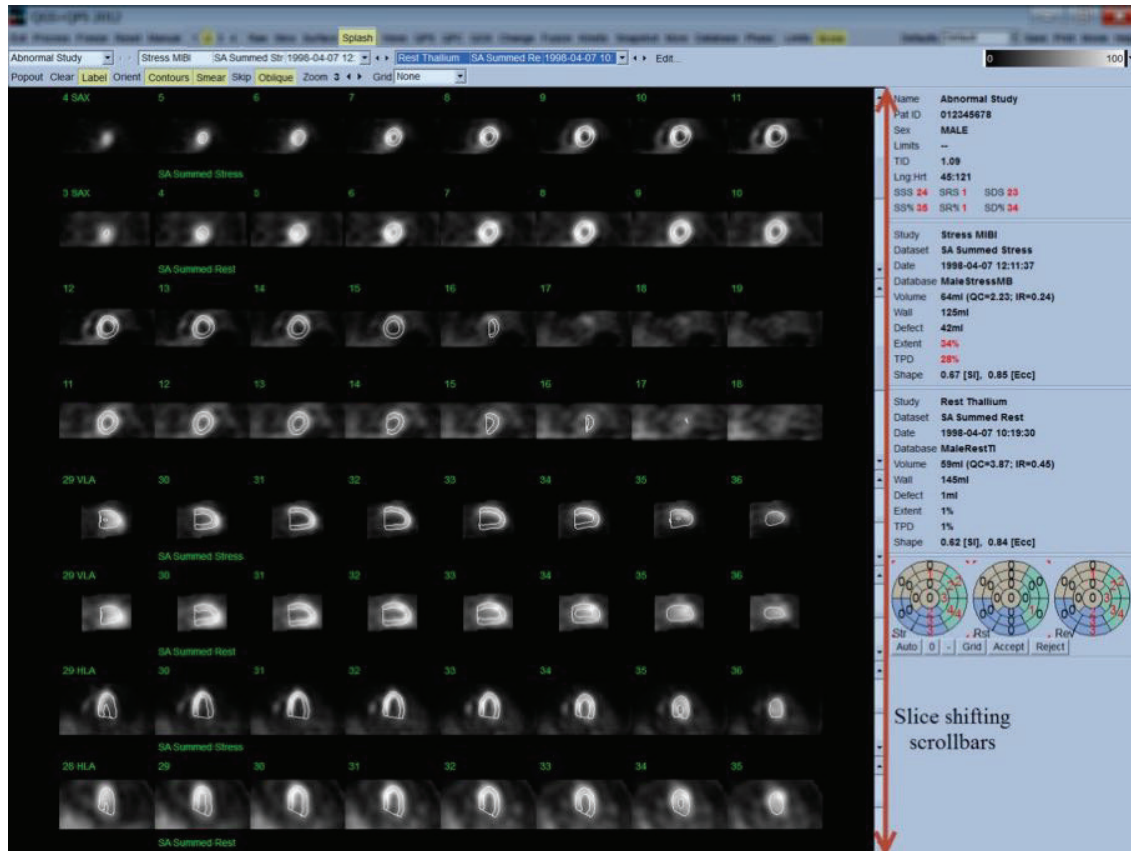 QGS+QPS 2012
Splash
Abnormal Study Stress MIBI SA Summed Str 1998-04-07 12: Rest Thallium SA Summed Re 1998-04-07 10: Edit...
0 100
Popout Clear Label Orient Contours Smear Skip Oblique Zoom 3 Grid None
4 SAX 5 6 7 8 9 10 11
SA Summed Stress
3 SAX 4 5 6 7 8 9 10
SA Summed Rest
12 13 14 15 16 17 18 19
11 12 13 14 15 16 17 18
29 VLA 30 31 32 33 34 35 36
SA Summed Stress
29 VLA 30 31 32 33 34 35 36
SA Summed Rest
29 HLA 30 31 32 33 34 35 36
SA Summed Stress
28 HLA 29 30 31 32 33 34 35
SA Summed Rest
Name Abnormal Study
Pat ID 012345678
Sex MALE
Limits --
TID 1.09
Lng:Hrt 45:121
SSS 24 SRS 1 SDS 23
SS% 35 SR% 1 SD% 34
Study Stress MIBI
Dataset SA Summed Stress
Date 1998-04-07 12:11:37
Database MaleStressMB
Volume 64ml (QC=2.23; IR=0.24)
Wall 125ml
Defect 42ml
Extent 34%
TPD 28%
Shape 0.67 [SI], 0.85 [Ecc]
Study Rest Thallium
Dataset SA Summed Rest
Date 1998-04-07 10:19:30
Database MaleRestTl
Volume 59ml (QC=3.87; IR=0.45)
Wall 145ml
Defect 1ml
Extent 1%
TPD 1%
Shape 0.62 [SI], 0.84 [Ecc]
Str Rst Rev
Auto 0 - Grid Accept Reject
Slice shifting
scrollbars